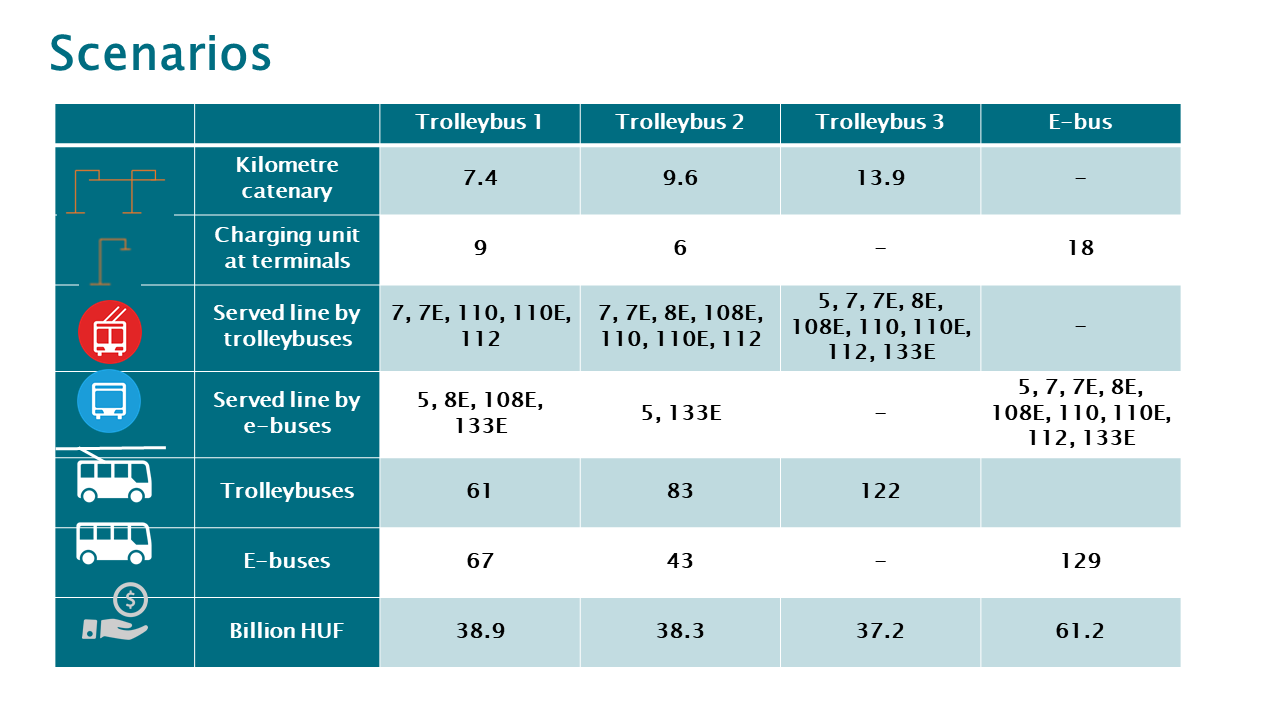 Scenarios
Trolleybus 1
Trolleybus 2
Trolleybus 3
E-bus
Kilometre
catenary
7.4
9.6
13.9
-
Charging unit
at terminals
9
6
-
18
Served line by
trolleybuses
7, 7E, 110, 110E,
112
7, 7E, 8E, 108E,
110, 110E, 112
5, 7, 7E, 8E,
108E, 110, 110E,
112, 133E
-
Served line by
e-buses
5, 8E, 108E,
133E
5, 133E
-
5, 7, 7E, 8E,
108E, 110, 110E,
112, 133E
Trolleybuses
61
83
122
E-buses
67
43
-
129
$
Billion HUF
38.9
38.3
37.2
61.2